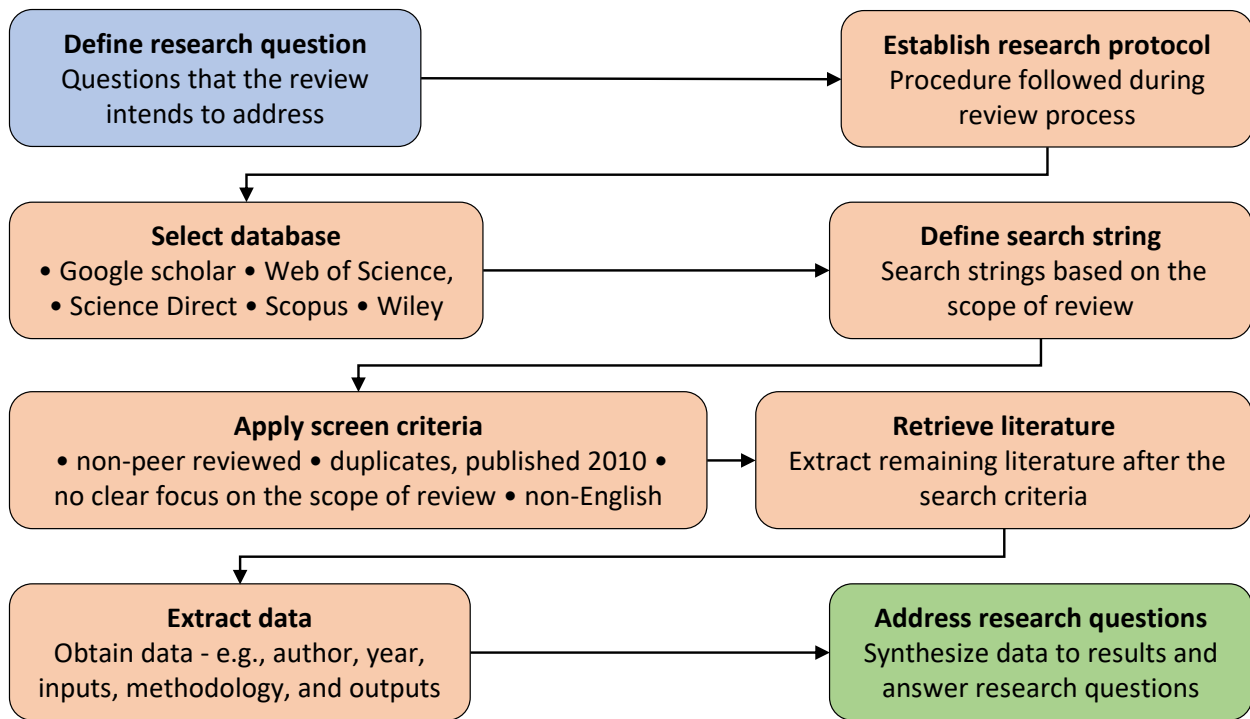 Define research question
Questions that the review
intends to address
Establish research protocol
Procedure followed during
review process
Select database
• Google scholar • Web of Science,
• Science Direct • Scopus • Wiley
Define search string
Search strings based on the
scope of review
Apply screen criteria
• non-peer reviewed • duplicates, published 2010 •
no clear focus on the scope of review • non-English
Retrieve literature
Extract remaining literature after the
search criteria
Extract data
Obtain data - e.g., author, year,
inputs, methodology, and outputs
Address research questions
Synthesize data to results and
answer research questions